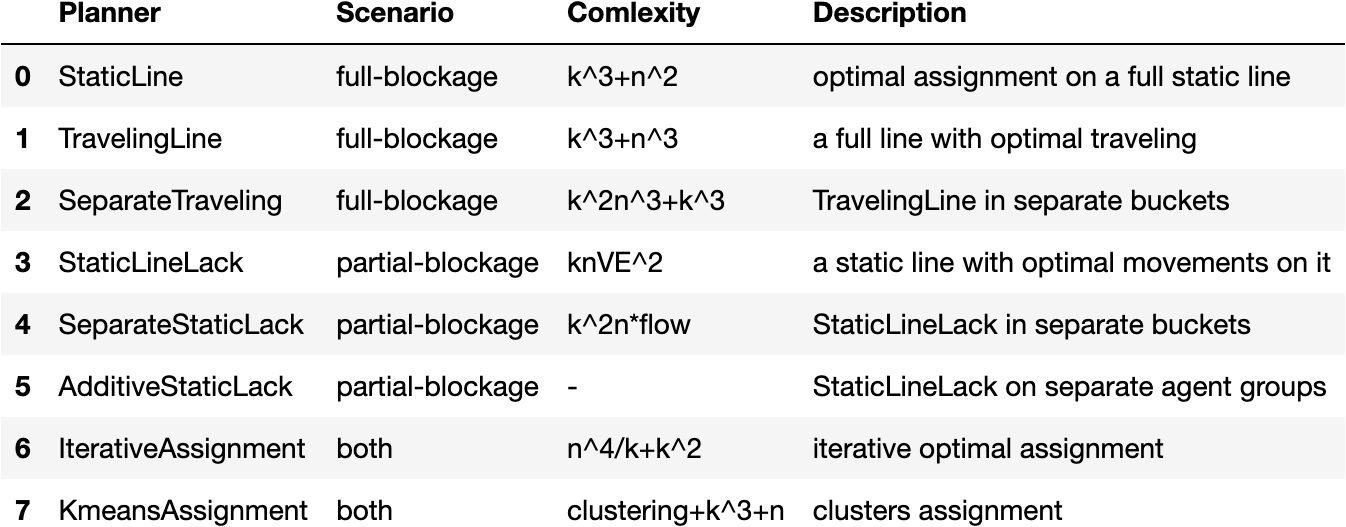 Planner Scenario Comlexity Description
0 StaticLine full-blockage k^3+n^2 optimal assignment on a full static line
1 TravelingLine full-blockage k^3+n^3 a full line with optimal traveling
2 SeparateTraveling full-blockage k^2n^3+k^3 TravelingLine in separate buckets
3 StaticLineLack partial-blockage knVE^2 a static line with optimal movements on it
4 SeparateStaticLack partial-blockage k^2n*flow StaticLineLack in separate buckets
5 AdditiveStaticLack partial-blockage - StaticLineLack on separate agent groups
6 IterativeAssignment both n^4/k+k^2 iterative optimal assignment
7 KmeansAssignment both clustering+k^3+n clusters assignment